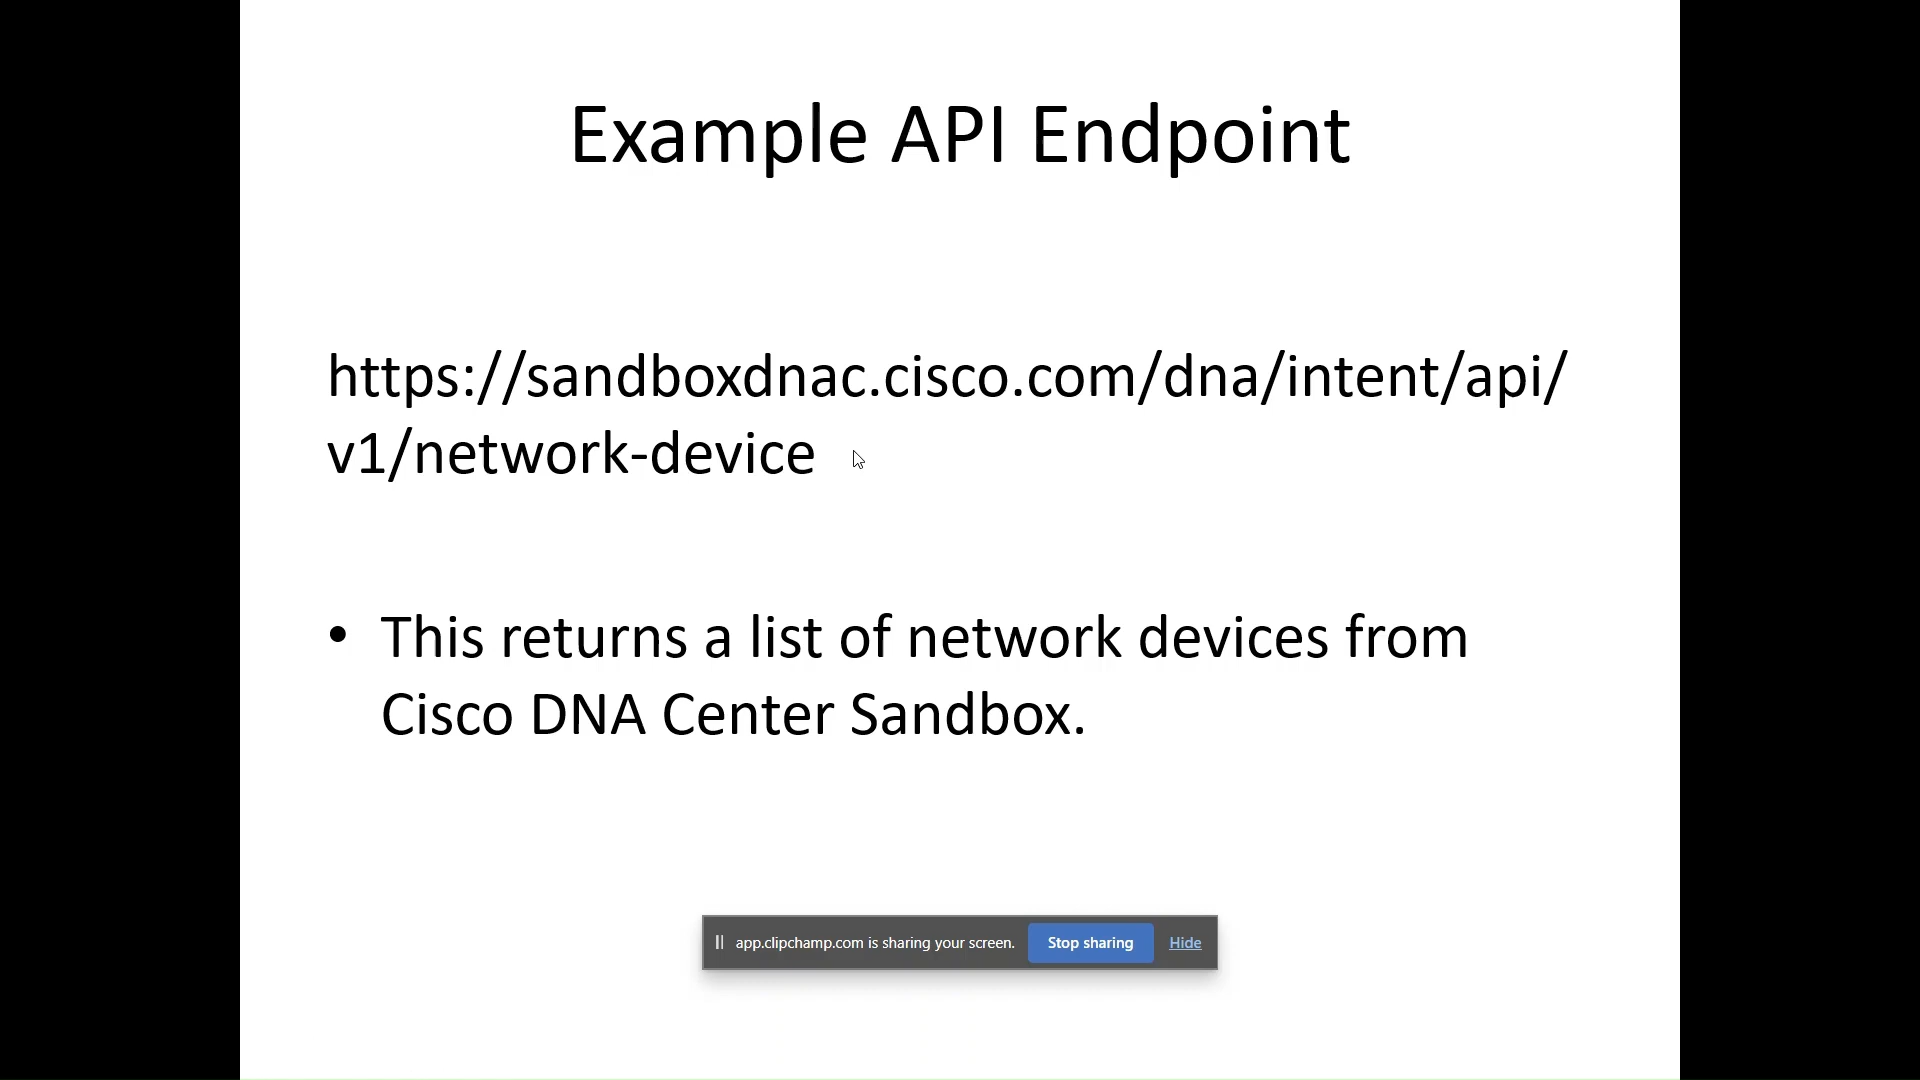 Example API Endpoint
https://sandboxdnac.cisco.com/dna/intent/api/
v1/network-device
• This returns a list of network devices from
Cisco DNA Center Sandbox.
app.clipchamp.com is sharing your screen. Stop sharing Hide